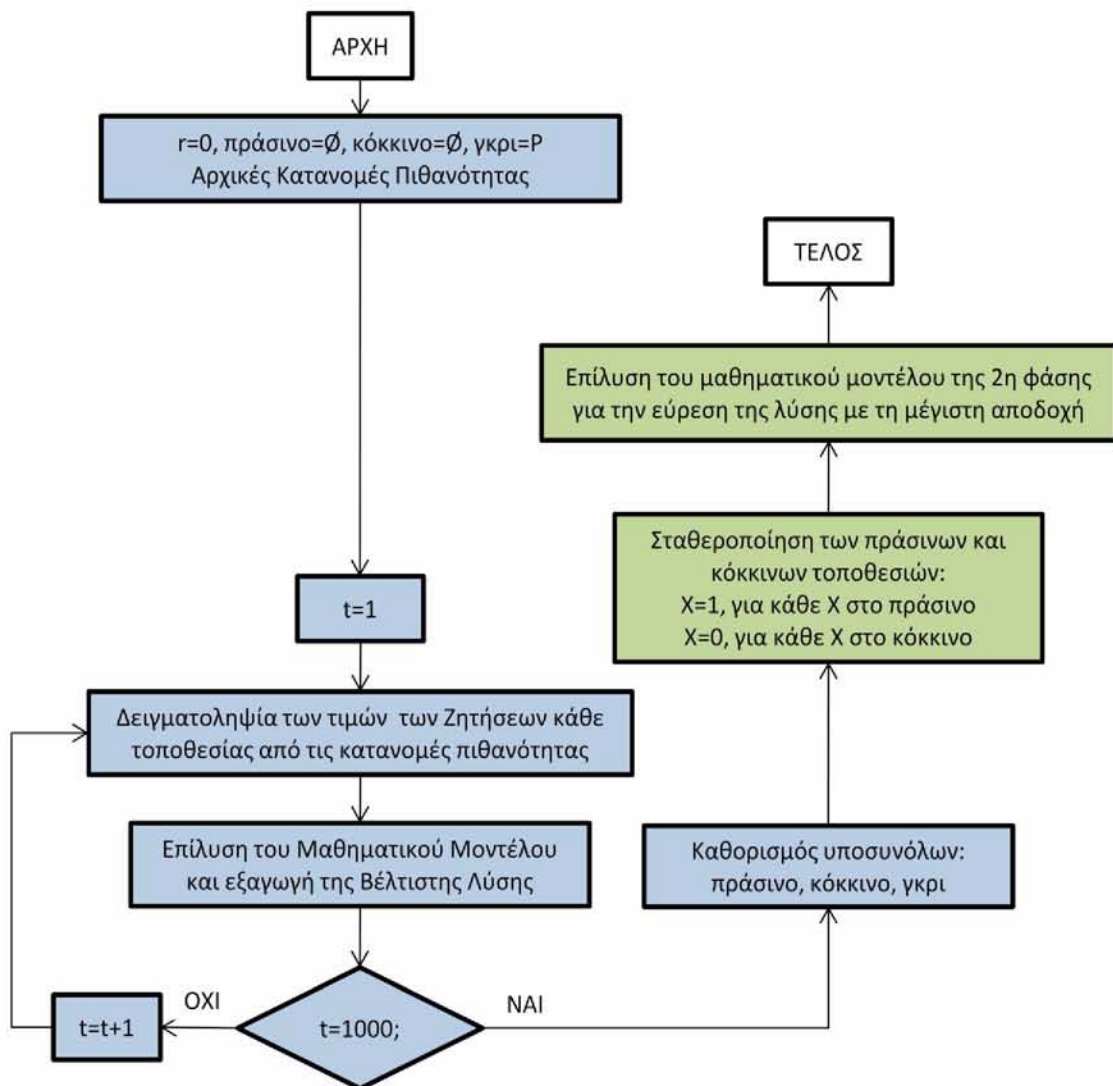 ΑΡΧΗ
r=0, πράσινο=Ø, κόκκινο=Ø, γκρι=P
Αρχικές Κατανομές Πιθανότητας
t=1
Δειγματοληψία των τιμών των Ζητήσεων κάθε
τοποθεσίας από τις κατανομές πιθανότητας
Επίλυση του Μαθηματικού Μοντέλου
και εξαγωγή της Βέλτιστης Λύσης
t=1000;
ΟΧΙ
t=t+1
ΝΑΙ
Καθορισμός υποσυνόλων:
πράσινο, κόκκινο, γκρι
Σταθεροποίηση των πράσινων και
κόκκινων τοποθεσιών:
X=1, για κάθε X στο πράσινο
X=0, για κάθε X στο κόκκινο
Επίλυση του μαθηματικού μοντέλου της 2η φάσης
για την εύρεση της λύσης με τη μέγιστη αποδοχή
ΤΕΛΟΣ